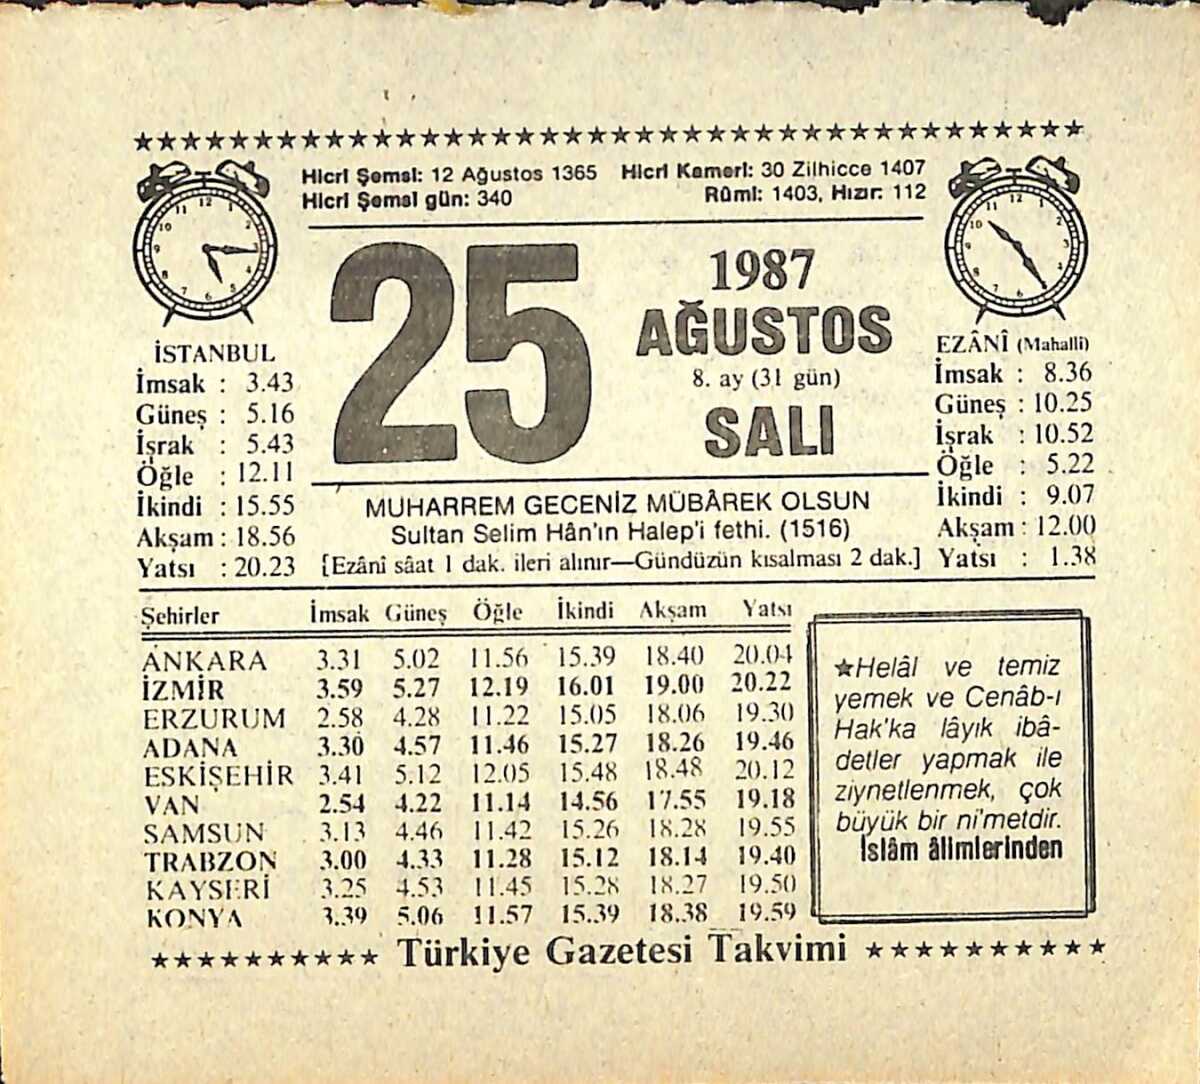 Hicrî Şemsî: 12 Ağustos 1365 Hicrî Kamerî: 30 Zilhicce 1407
Hicrî Şemsî gün: 340 Rûmî: 1403, Hızır: 112
25
1987
AĞUSTOS
8. ay (31 gün)
SALI
İSTANBUL
İmsak : 3.43
Güneş : 5.16
İşrak : 5.43
Öğle : 12.11
İkindi : 15.55
Akşam : 18.56
Yatsı : 20.23
EZÂNÎ (Mahallî)
İmsak : 8.36
Güneş : 10.25
İşrak : 10.52
Öğle : 5.22
İkindi : 9.07
Akşam : 12.00
Yatsı : 1.38
MUHARREM GECENİZ MÜBÂREK OLSUN
Sultan Selim Hân'ın Halep'i fethi. (1516)
[Ezânî sâat 1 dak. ileri alınır—Gündüzün kısalması 2 dak.]
Şehirler İmsak Güneş Öğle İkindi Akşam Yatsı
ANKARA 3.31 5.02 11.56 15.39 18.40 20.04
İZMİR 3.59 5.27 12.19 16.01 19.00 20.22
ERZURUM 2.58 4.28 11.22 15.05 18.06 19.30
ADANA 3.30 4.57 11.46 15.27 18.26 19.46
ESKİŞEHİR 3.41 5.12 12.05 15.48 18.48 20.12
VAN 2.54 4.22 11.14 14.56 17.55 19.18
SAMSUN 3.13 4.46 11.42 15.26 18.28 19.55
TRABZON 3.00 4.33 11.28 15.12 18.14 19.40
KAYSERİ 3.25 4.53 11.45 15.28 18.27 19.50
KONYA 3.39 5.06 11.57 15.39 18.38 19.59
★Helâl ve temiz
yemek ve Cenâb-ı
Hak'ka lâyık ibâ-
detler yapmak ile
ziynetlenmek, çok
büyük bir ni'metdir.
İslâm âlimlerinden
★★★★★★★★★★ Türkiye Gazetesi Takvimi ★★★★★★★★★★